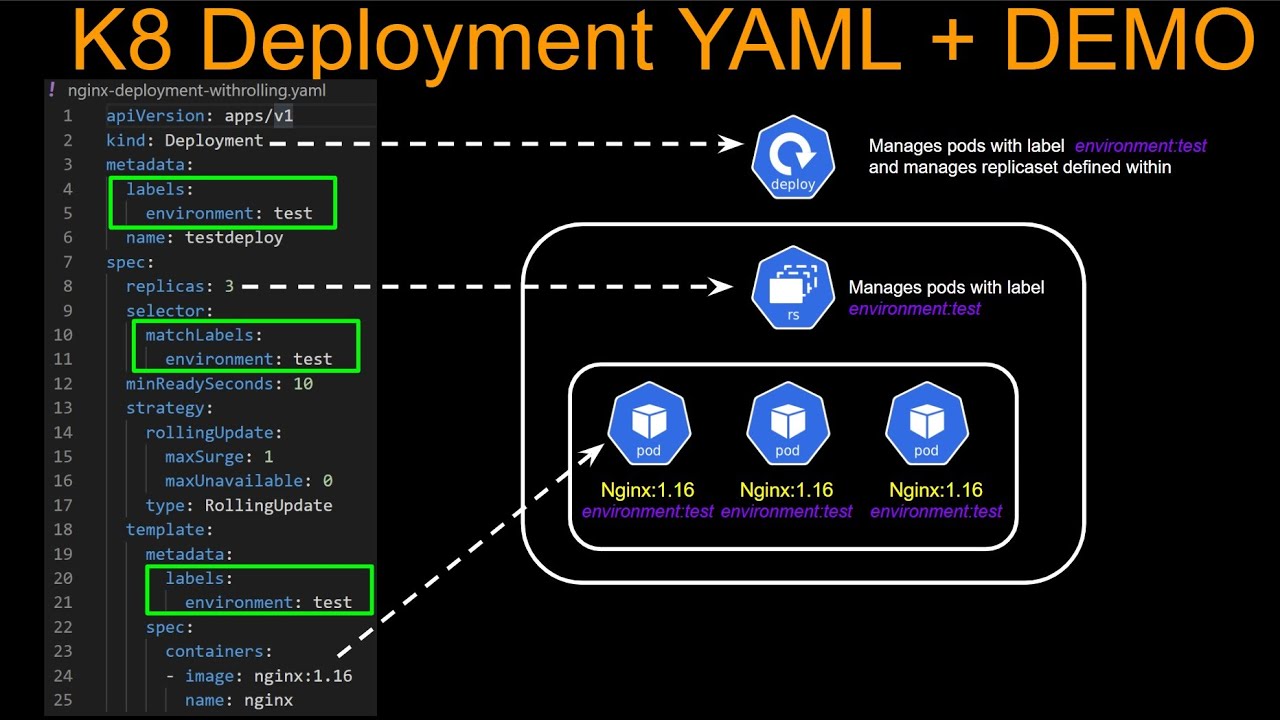 K8 Deployment YAML + DEMO
! nginx-deployment-withrolling.yaml
1 apiVersion: apps/v1
2 kind: Deployment
3 metadata:
4 labels:
5 environment: test
6 name: testdeploy
7 spec:
8 replicas: 3
9 selector:
10 matchLabels:
11 environment: test
12 minReadySeconds: 10
13 strategy:
14 rollingUpdate:
15 maxSurge: 1
16 maxUnavailable: 0
17 type: RollingUpdate
18 template:
19 metadata:
20 labels:
21 environment: test
22 spec:
23 containers:
24 - image: nginx:1.16
25 name: nginx
deploy
Manages pods with label environment:test
and manages replicaset defined within
rs
Manages pods with label
environment:test
pod pod pod
Nginx:1.16 Nginx:1.16 Nginx:1.16
environment:test environment:test environment:test